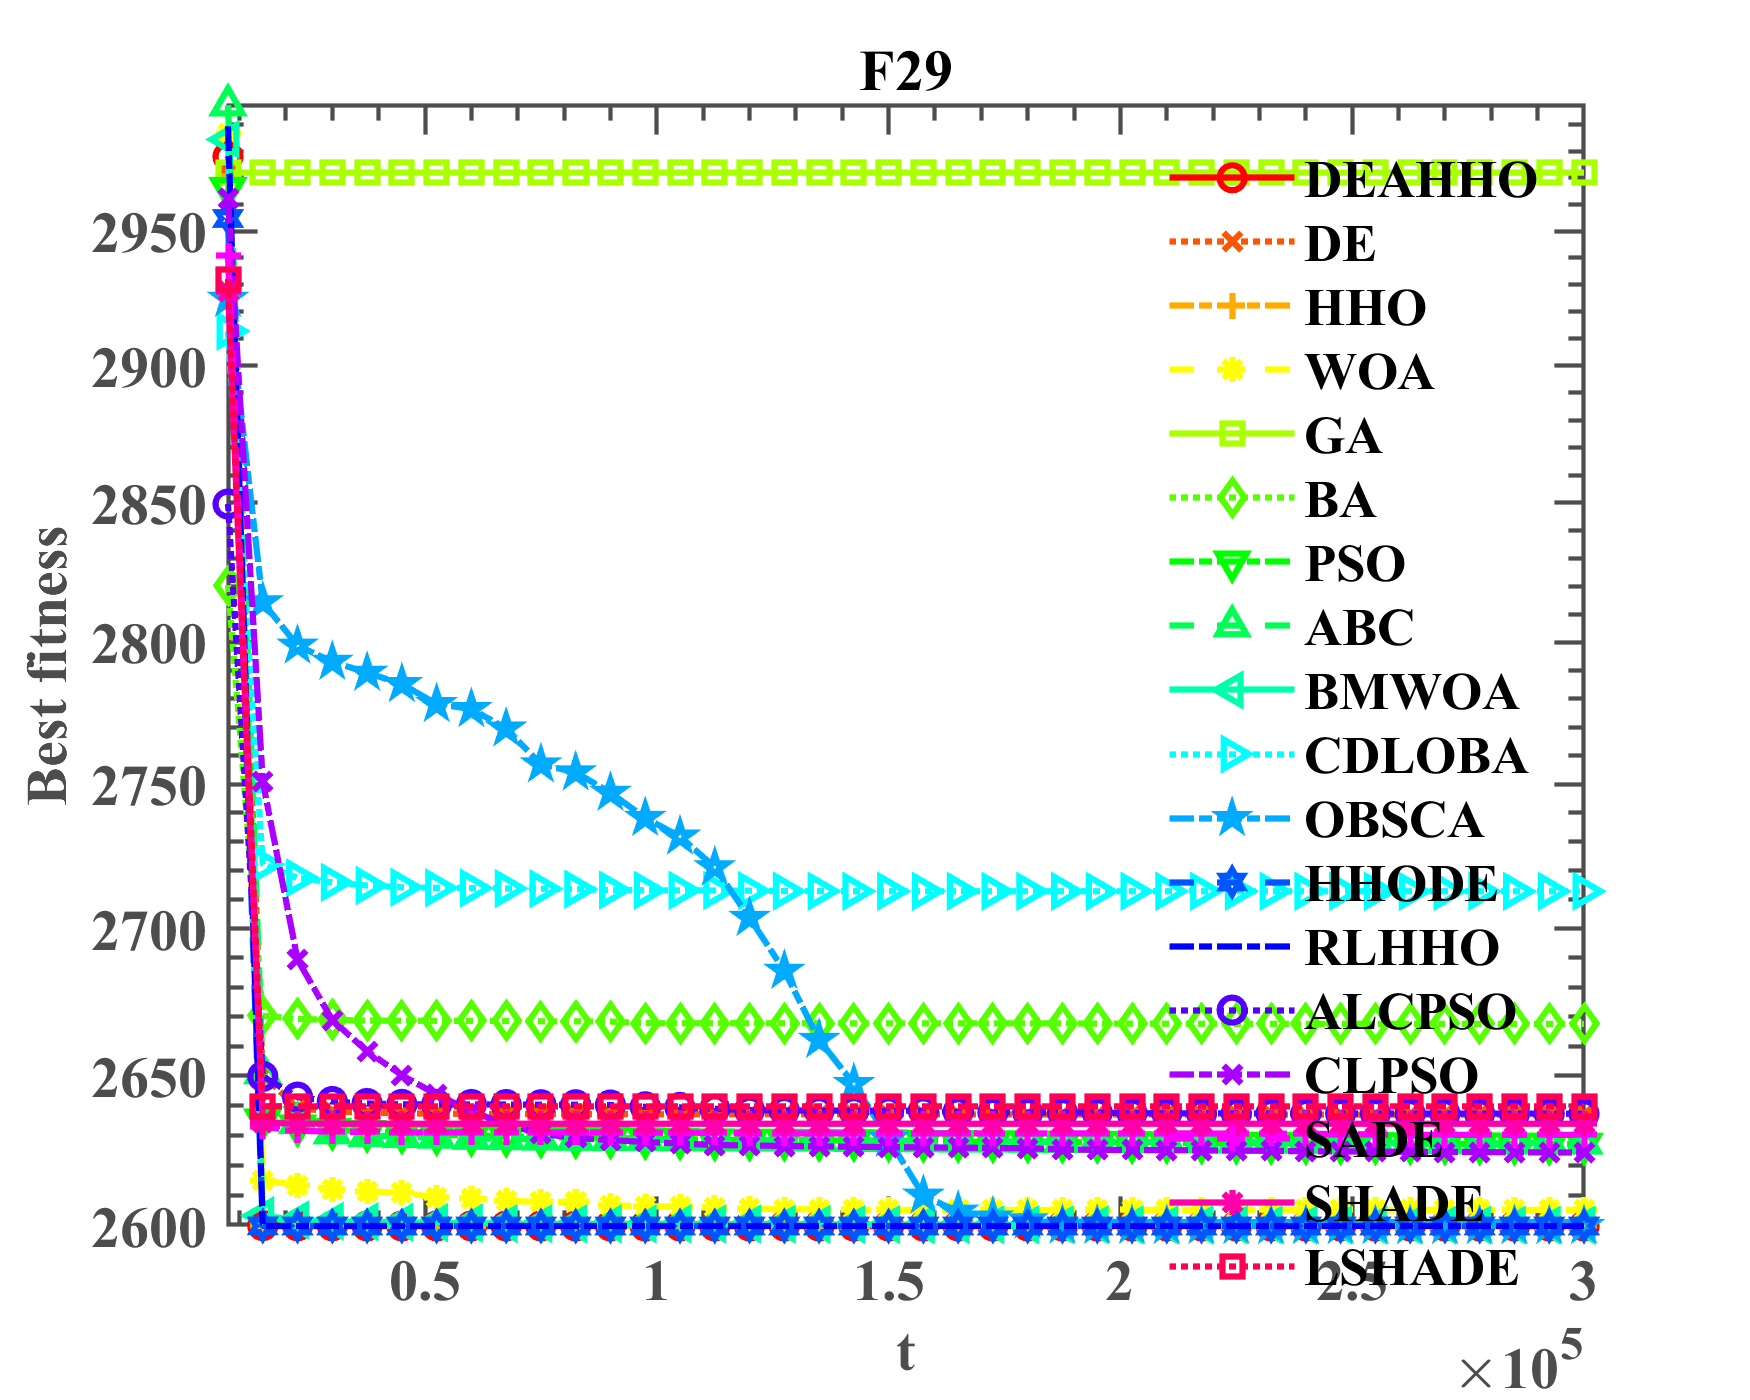 F29
Best fitness
2950
2900
2850
2800
2750
2700
2650
2600
DEAHHO
DE
HHO
WOA
GA
BA
PSO
ABC
BMWOA
CDLOBA
OBSCA
HHODE
RLHHO
ALCPSO
CLPSO
SADE
SHADE
LSHADE
0.5 1 1.5 2 2.5 3
t
×10⁵